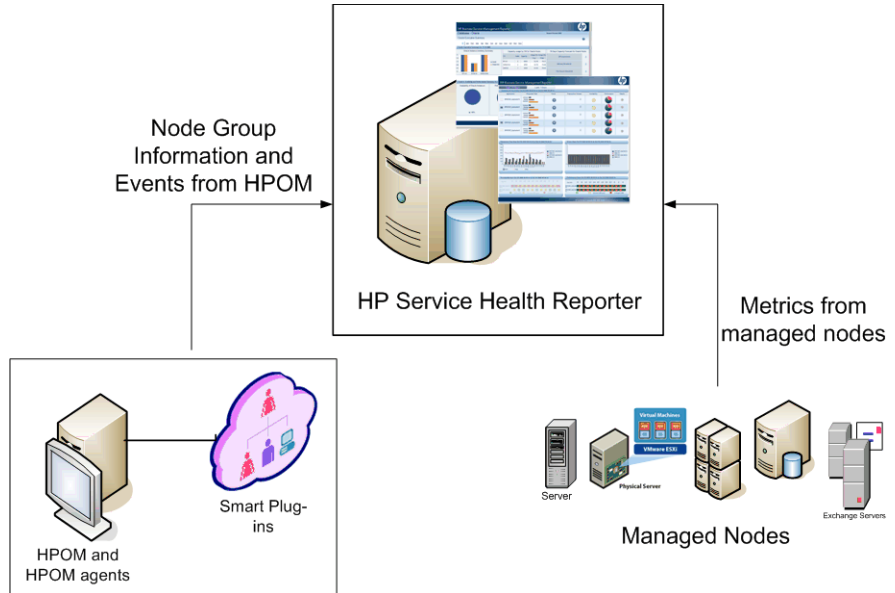 Node Group
Information and
Events from HPOM
HP Service Health Reporter
Metrics from
managed nodes
Virtual Machines
VMware ESXi
Physical Server
Server
Exchange Servers
Managed Nodes
Smart Plug-
ins
HPOM and
HPOM agents